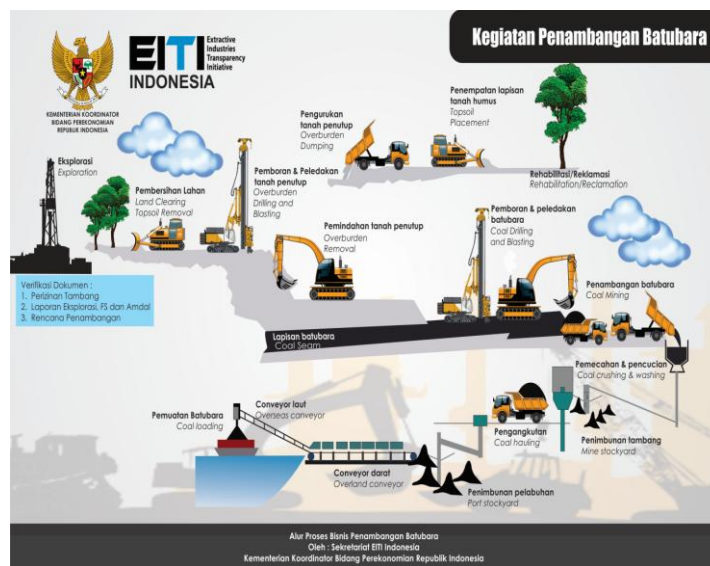 Kegiatan Penambangan Batubara
EITI
Extractive
Industries
Transparency
Initiative
INDONESIA
KEMENTERIAN KOORDINATOR
BIDANG PEREKONOMIAN
REPUBLIK INDONESIA
Eksplorasi
Exploration
Pembersihan Lahan
Land Clearing
Topsoil Removal
Pemboran & Peledakan
tanah penutup
Overburden
Drilling and
Blasting
Pengurukan
tanah penutup
Overburden
Dumping
Penempatan lapisan
tanah humus
Topsoil
Placement
Rehabilitasi/Reklamasi
Rehabilitation/Reclamation
Pemindahan tanah penutup
Overburden
Removal
Pemboran & peledakan
batubara
Coal Drilling
and Blasting
Penambangan batubara
Coal Mining
Verifikasi Dokumen :
1. Perizinan Tambang
2. Laporan Eksplorasi, FS dan Amdal
3. Rencana Penambangan
Lapisan batubara
Coal Seam
Pemecahan & pencucian
Coal crushing & washing
Pemuatan Batubara
Coal loading
Conveyor laut
Overseas conveyor
Conveyor darat
Overland conveyor
Pengangkutan
Coal hauling
Penimbunan tambang
Mine stockyard
Penimbunan pelabuhan
Port stockyard
Alur Proses Bisnis Penambangan Batubara
Oleh : Sekretariat EITI Indonesia
Kementerian Koordinator Bidang Perekonomian Republik Indonesia